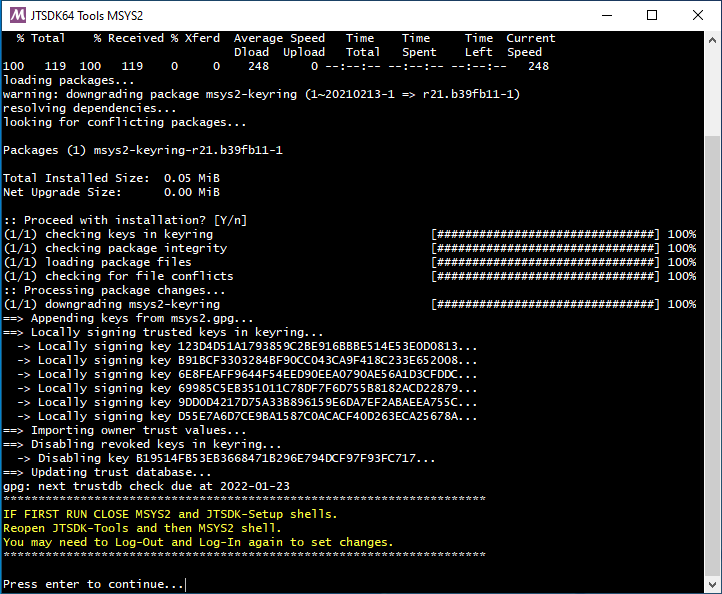 JTSDK64 Tools MSYS2
  % Total    % Received % Xferd  Average Speed   Time    Time     Time  Current
                                 Dload  Upload   Total   Spent    Left  Speed
100   119  100   119    0     0    248      0 --:--:-- --:--:-- --:--:--   248
loading packages...
warning: downgrading package msys2-keyring (1~20210213-1 => r21.b39fb11-1)
resolving dependencies...
looking for conflicting packages...

Packages (1) msys2-keyring-r21.b39fb11-1

Total Installed Size:  0.05 MiB
Net Upgrade Size:      0.00 MiB

:: Proceed with installation? [Y/n]
(1/1) checking keys in keyring                               [###############################] 100%
(1/1) checking package integrity                             [###############################] 100%
(1/1) loading package files                                  [###############################] 100%
(1/1) checking for file conflicts                            [###############################] 100%
:: Processing package changes...
(1/1) downgrading msys2-keyring                              [###############################] 100%
==> Appending keys from msys2.gpg...
==> Locally signing trusted keys in keyring...
  -> Locally signing key 123D4D51A1793859C2BE916BBBE514E53E0D0813...
  -> Locally signing key B91BCF3303284BF90CC043CA9F418C233E652008...
  -> Locally signing key 6E8FEAFF9644F54EED90EEA0790AE56A1D3CFDDC...
  -> Locally signing key 69985C5EB351011C78DF7F6D755B8182ACD22879...
  -> Locally signing key 9DD0D4217D75A33B896159E6DA7EF2ABAEEA755C...
  -> Locally signing key D55E7A6D7CE9BA1587C0ACACF40D263ECA25678A...
==> Importing owner trust values...
==> Disabling revoked keys in keyring...
  -> Disabling key B19514FB53EB3668471B296E794DCF97F93FC717...
==> Updating trust database...
gpg: next trustdb check due at 2022-01-23
*********************************************************************
IF FIRST RUN CLOSE MSYS2 and JTSDK-Setup shells.
Reopen JTSDK-Tools and then MSYS2 shell.
You may need to Log-Out and Log-In again to set changes.
*********************************************************************

Press enter to continue...